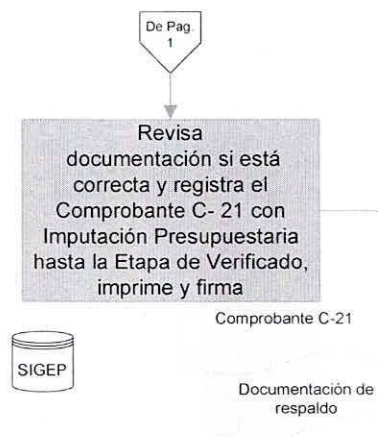 De Pag.
1
Revisa
documentación si está
correcta y registra el
Comprobante C- 21 con
Imputación Presupuestaria
hasta la Etapa de Verificado,
imprime y firma
Comprobante C-21
SIGEP
Documentación de
respaldo